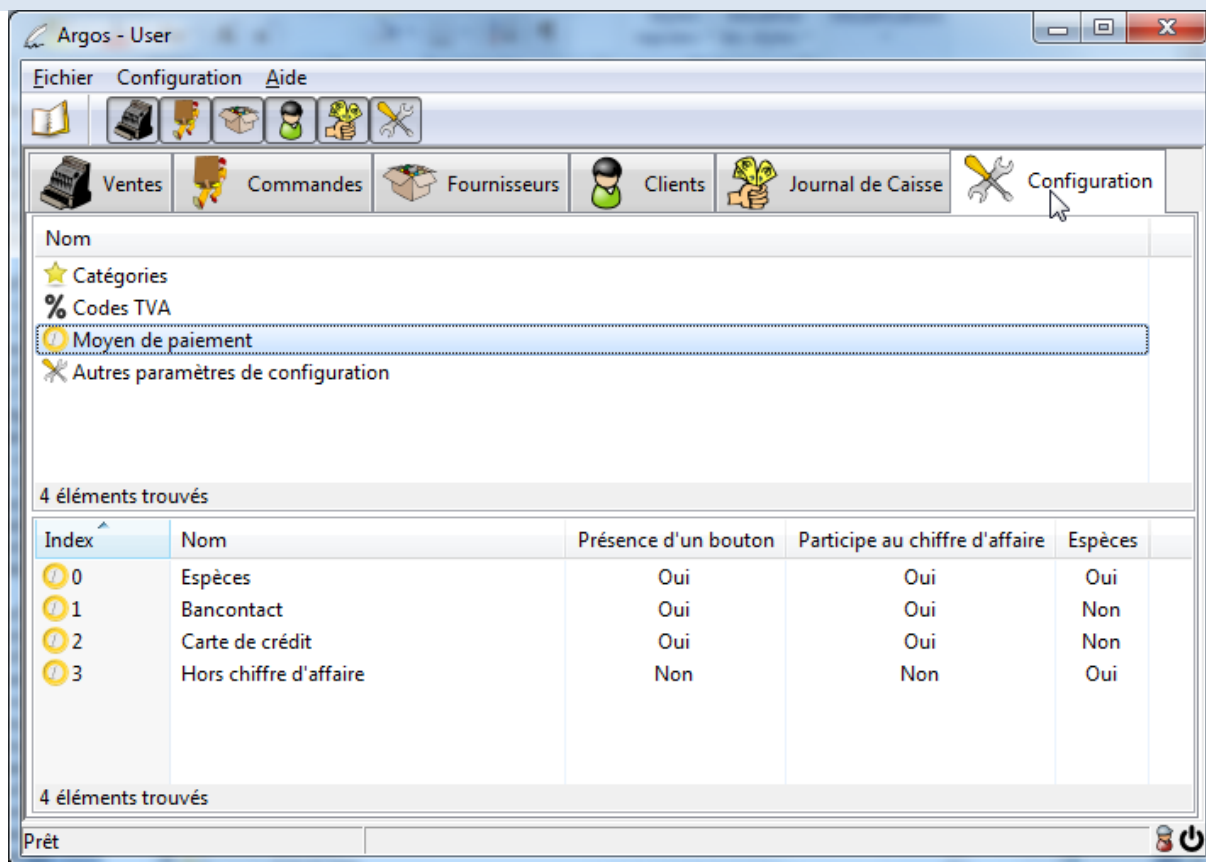 Argos - User
Fichier Configuration Aide
Ventes Commandes Fournisseurs Clients Journal de Caisse Configuration
Nom
Catégories
% Codes TVA
Moyen de paiement
Autres paramètres de configuration
4 éléments trouvés
Index Nom Présence d'un bouton Participe au chiffre d'affaire Espèces
0 Espèces Oui Oui Oui
1 Bancontact Oui Oui Non
2 Carte de crédit Oui Oui Non
3 Hors chiffre d'affaire Non Non Oui
4 éléments trouvés
Prêt